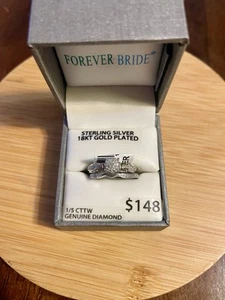 FOREVER BRIDE®
STERLING SILVER
18KT GOLD PLATED
1/5 CTTW
GENUINE DIAMOND
$148